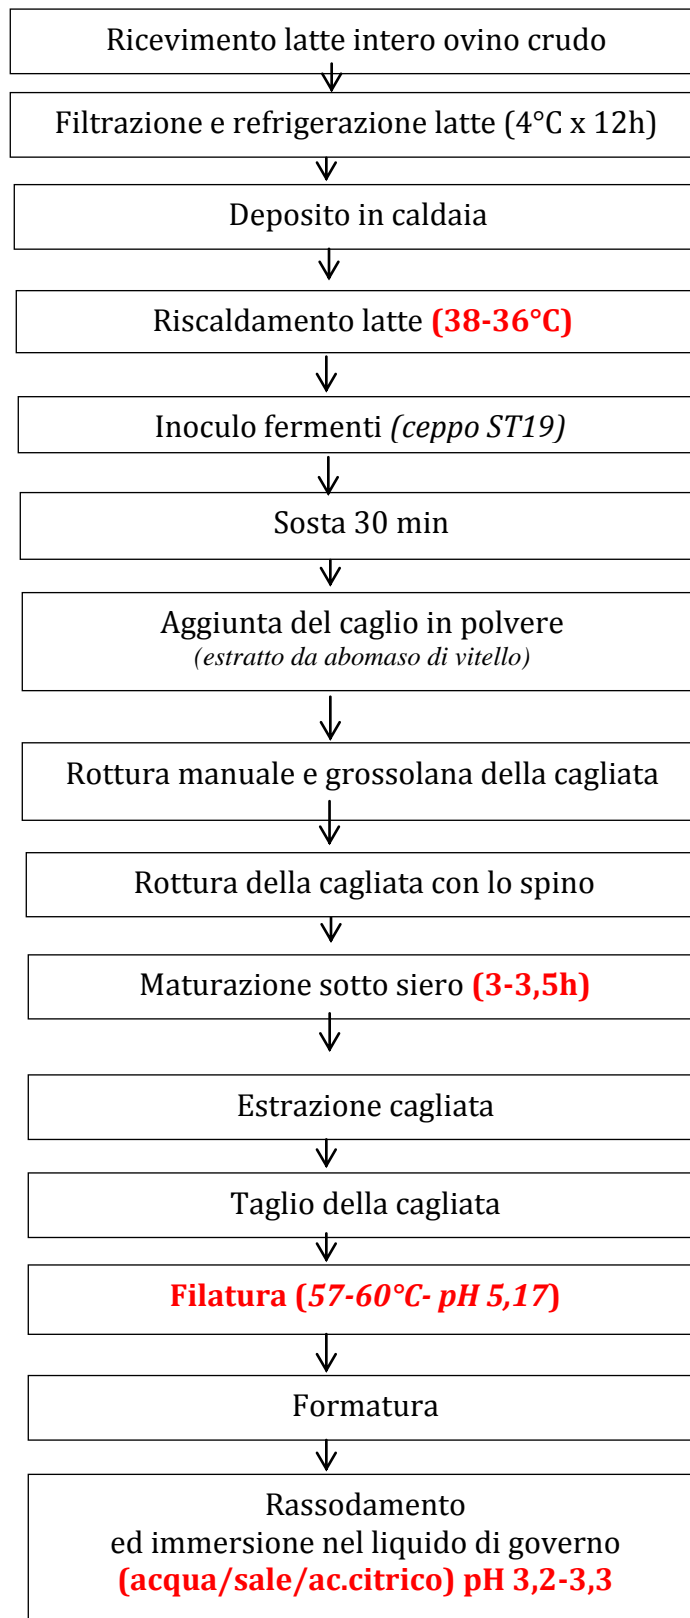 Ricevimento latte intero ovino crudo
Filtrazione e refrigerazione latte (4°C x 12h)
Deposito in caldaia
Riscaldamento latte (38-36°C)
Inoculo fermenti (ceppo ST19)
Sosta 30 min
Aggiunta del caglio in polvere
(estratto da abomaso di vitello)
Rottura manuale e grossolana della cagliata
Rottura della cagliata con lo spino
Maturazione sotto siero (3-3,5h)
Estrazione cagliata
Taglio della cagliata
Filatura (57-60°C- pH 5,17)
Formatura
Rassodamento
ed immersione nel liquido di governo
(acqua/sale/ac.citrico) pH 3,2-3,3